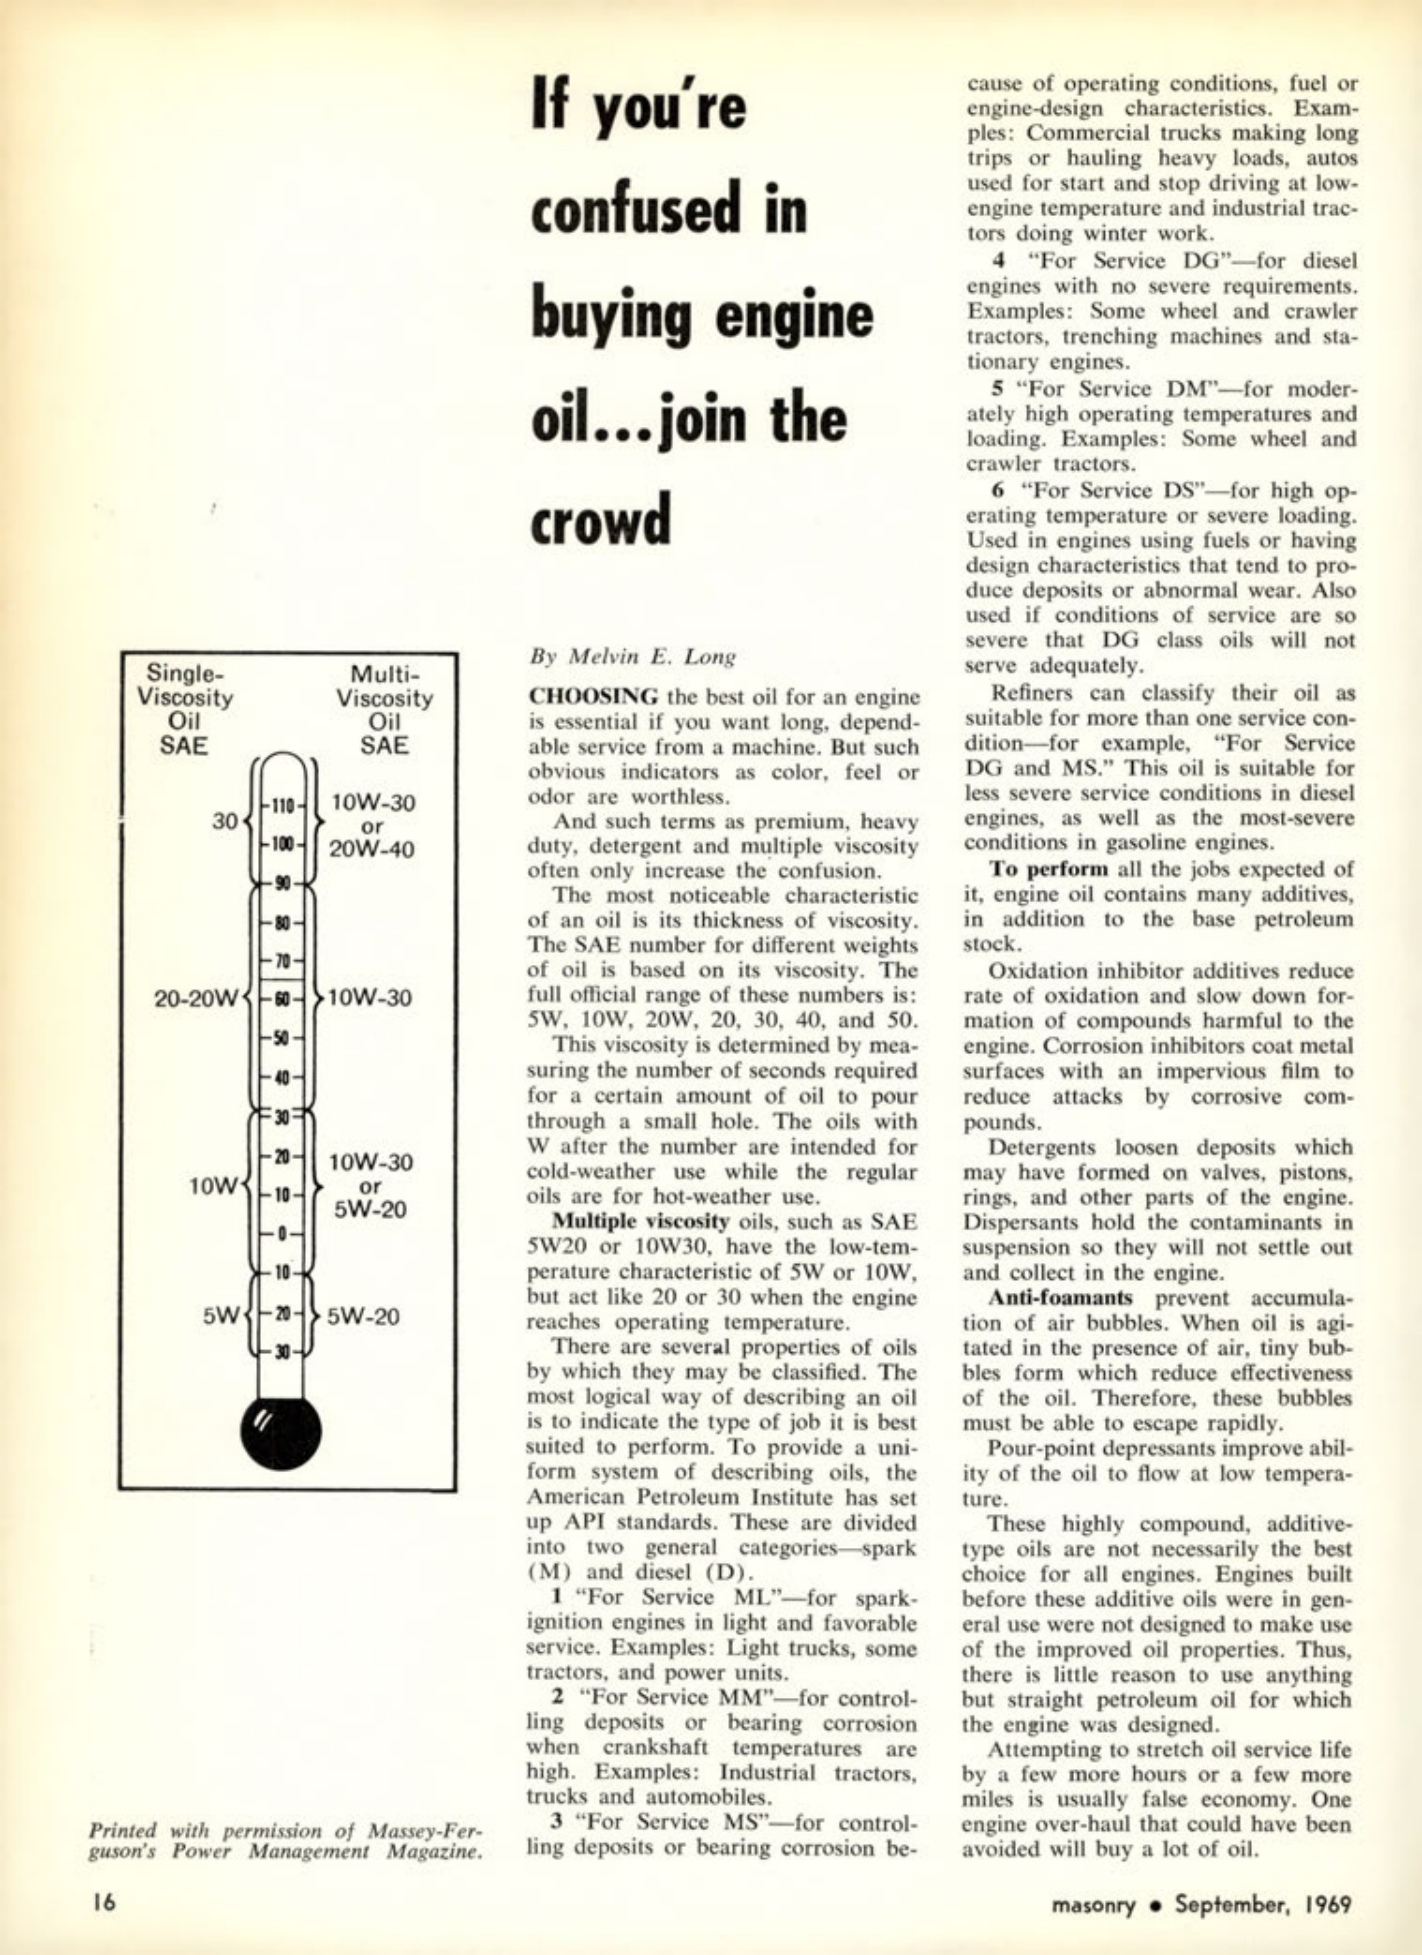 If you're
confused in
buying engine
oil...join the
crowd
Single-
Viscosity
Oil
SAE
Multi-
Viscosity
Oil
SAE
110
100
90
80
70
60
50
40
30
20
10
0
10
20
30
30
20-20W
10W
5W
10W-30
or
20W-40
10W-30
10W-30
or
5W-20
5W-20
Printed with permission of Massey-Fer-
guson's Power Management Magazine.
By Melvin E. Long
CHOOSING the best oil for an engine
is essential if you want long, depend-
able service from a machine. But such
obvious indicators as color, feel or
odor are worthless.
And such terms as premium, heavy
duty, detergent and multiple viscosity
often only increase the confusion.
The most noticeable characteristic
of an oil is its thickness of viscosity.
The SAE number for different weights
of oil is based on its viscosity. The
full official range of these numbers is:
5W, 10W, 20W, 20, 30, 40, and 50.
This viscosity is determined by mea-
suring the number of seconds required
for a certain amount of oil to pour
through a small hole. The oils with
W after the number are intended for
cold-weather use while the regular
oils are for hot-weather use.
Multiple viscosity oils, such as SAE
5W20 or 10W30, have the low-tem-
perature characteristic of 5W or 10W,
but act like 20 or 30 when the engine
reaches operating temperature.
There are several properties of oils
by which they may be classified. The
most logical way of describing an oil
is to indicate the type of job it is best
suited to perform. To provide a uni-
form system of describing oils, the
American Petroleum Institute has set
up API standards. These are divided
into two general categories—spark
(M) and diesel (D).
1 "For Service ML"—for spark-
ignition engines in light and favorable
service. Examples: Light trucks, some
tractors, and power units.
2 "For Service MM"—for control-
ling deposits or bearing corrosion
when crankshaft temperatures are
high. Examples: Industrial tractors,
trucks and automobiles.
3 "For Service MS"—for control-
ling deposits or bearing corrosion be-
cause of operating conditions, fuel or
engine-design characteristics. Exam-
ples: Commercial trucks making long
trips or hauling heavy loads, autos
used for start and stop driving at low-
engine temperature and industrial trac-
tors doing winter work.
4 "For Service DG"—for diesel
engines with no severe requirements.
Examples: Some wheel and crawler
tractors, trenching machines and sta-
tionary engines.
5 "For Service DM"—for moder-
ately high operating temperatures and
loading. Examples: Some wheel and
crawler tractors.
6 "For Service DS"—for high op-
erating temperature or severe loading.
Used in engines using fuels or having
design characteristics that tend to pro-
duce deposits or abnormal wear. Also
used if conditions of service are so
severe that DG class oils will not
serve adequately.
Refiners can classify their oil as
suitable for more than one service con-
dition—for example, "For Service
DG and MS." This oil is suitable for
less severe service conditions in diesel
engines, as well as the most-severe
conditions in gasoline engines.
To perform all the jobs expected of
it, engine oil contains many additives,
in addition to the base petroleum
stock.
Oxidation inhibitor additives reduce
rate of oxidation and slow down for-
mation of compounds harmful to the
engine. Corrosion inhibitors coat metal
surfaces with an impervious film to
reduce attacks by corrosive com-
pounds.
Detergents loosen deposits which
may have formed on valves, pistons,
rings, and other parts of the engine.
Dispersants hold the contaminants in
suspension so they will not settle out
and collect in the engine.
Anti-foamants prevent accumula-
tion of air bubbles. When oil is agi-
tated in the presence of air, tiny bub-
bles form which reduce effectiveness
of the oil. Therefore, these bubbles
must be able to escape rapidly.
Pour-point depressants improve abil-
ity of the oil to flow at low tempera-
ture.
These highly compound, additive-
type oils are not necessarily the best
choice for all engines. Engines built
before these additive oils were in gen-
eral use were not designed to make use
of the improved oil properties. Thus,
there is little reason to use anything
but straight petroleum oil for which
the engine was designed.
Attempting to stretch oil service life
by a few more hours or a few more
miles is usually false economy. One
engine over-haul that could have been
avoided will buy a lot of oil.
16
masonry • September, 1969